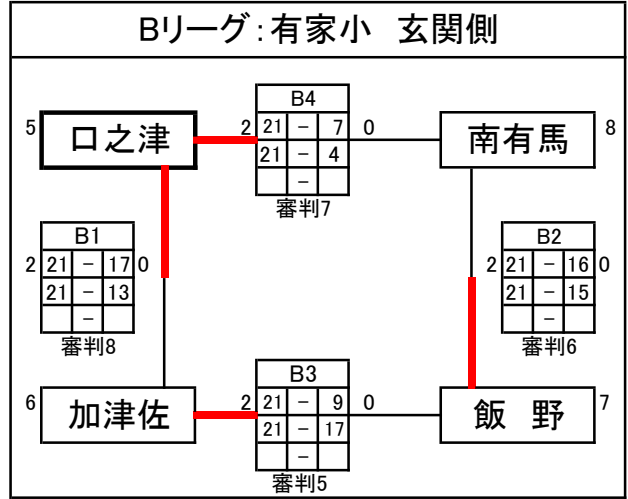 Bリーグ：有家小　玄関側
B4
5 口之津 2 21 － 7 0 南有馬 8
21 － 4
－
審判7
B1
2 21 － 17 0
21 － 13
－
審判8
B2
2 21 － 16 0
21 － 15
－
審判6
B3
6 加津佐 2 21 － 9 0 飯　野 7
21 － 17
－
審判5